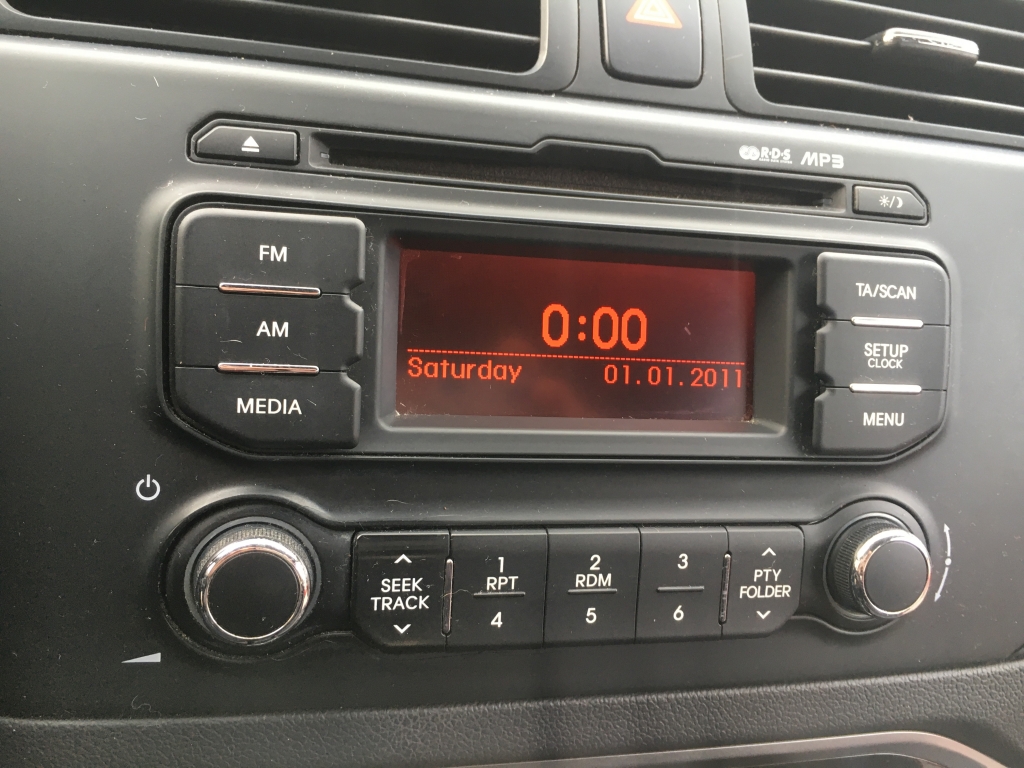 R·D·S MP3
FM
AM
MEDIA
0:00
Saturday 01.01.2011
TA/SCAN
SETUP
CLOCK
MENU
SEEK
TRACK
1
RPT
4
2
RDM
5
3
6
PTY
FOLDER